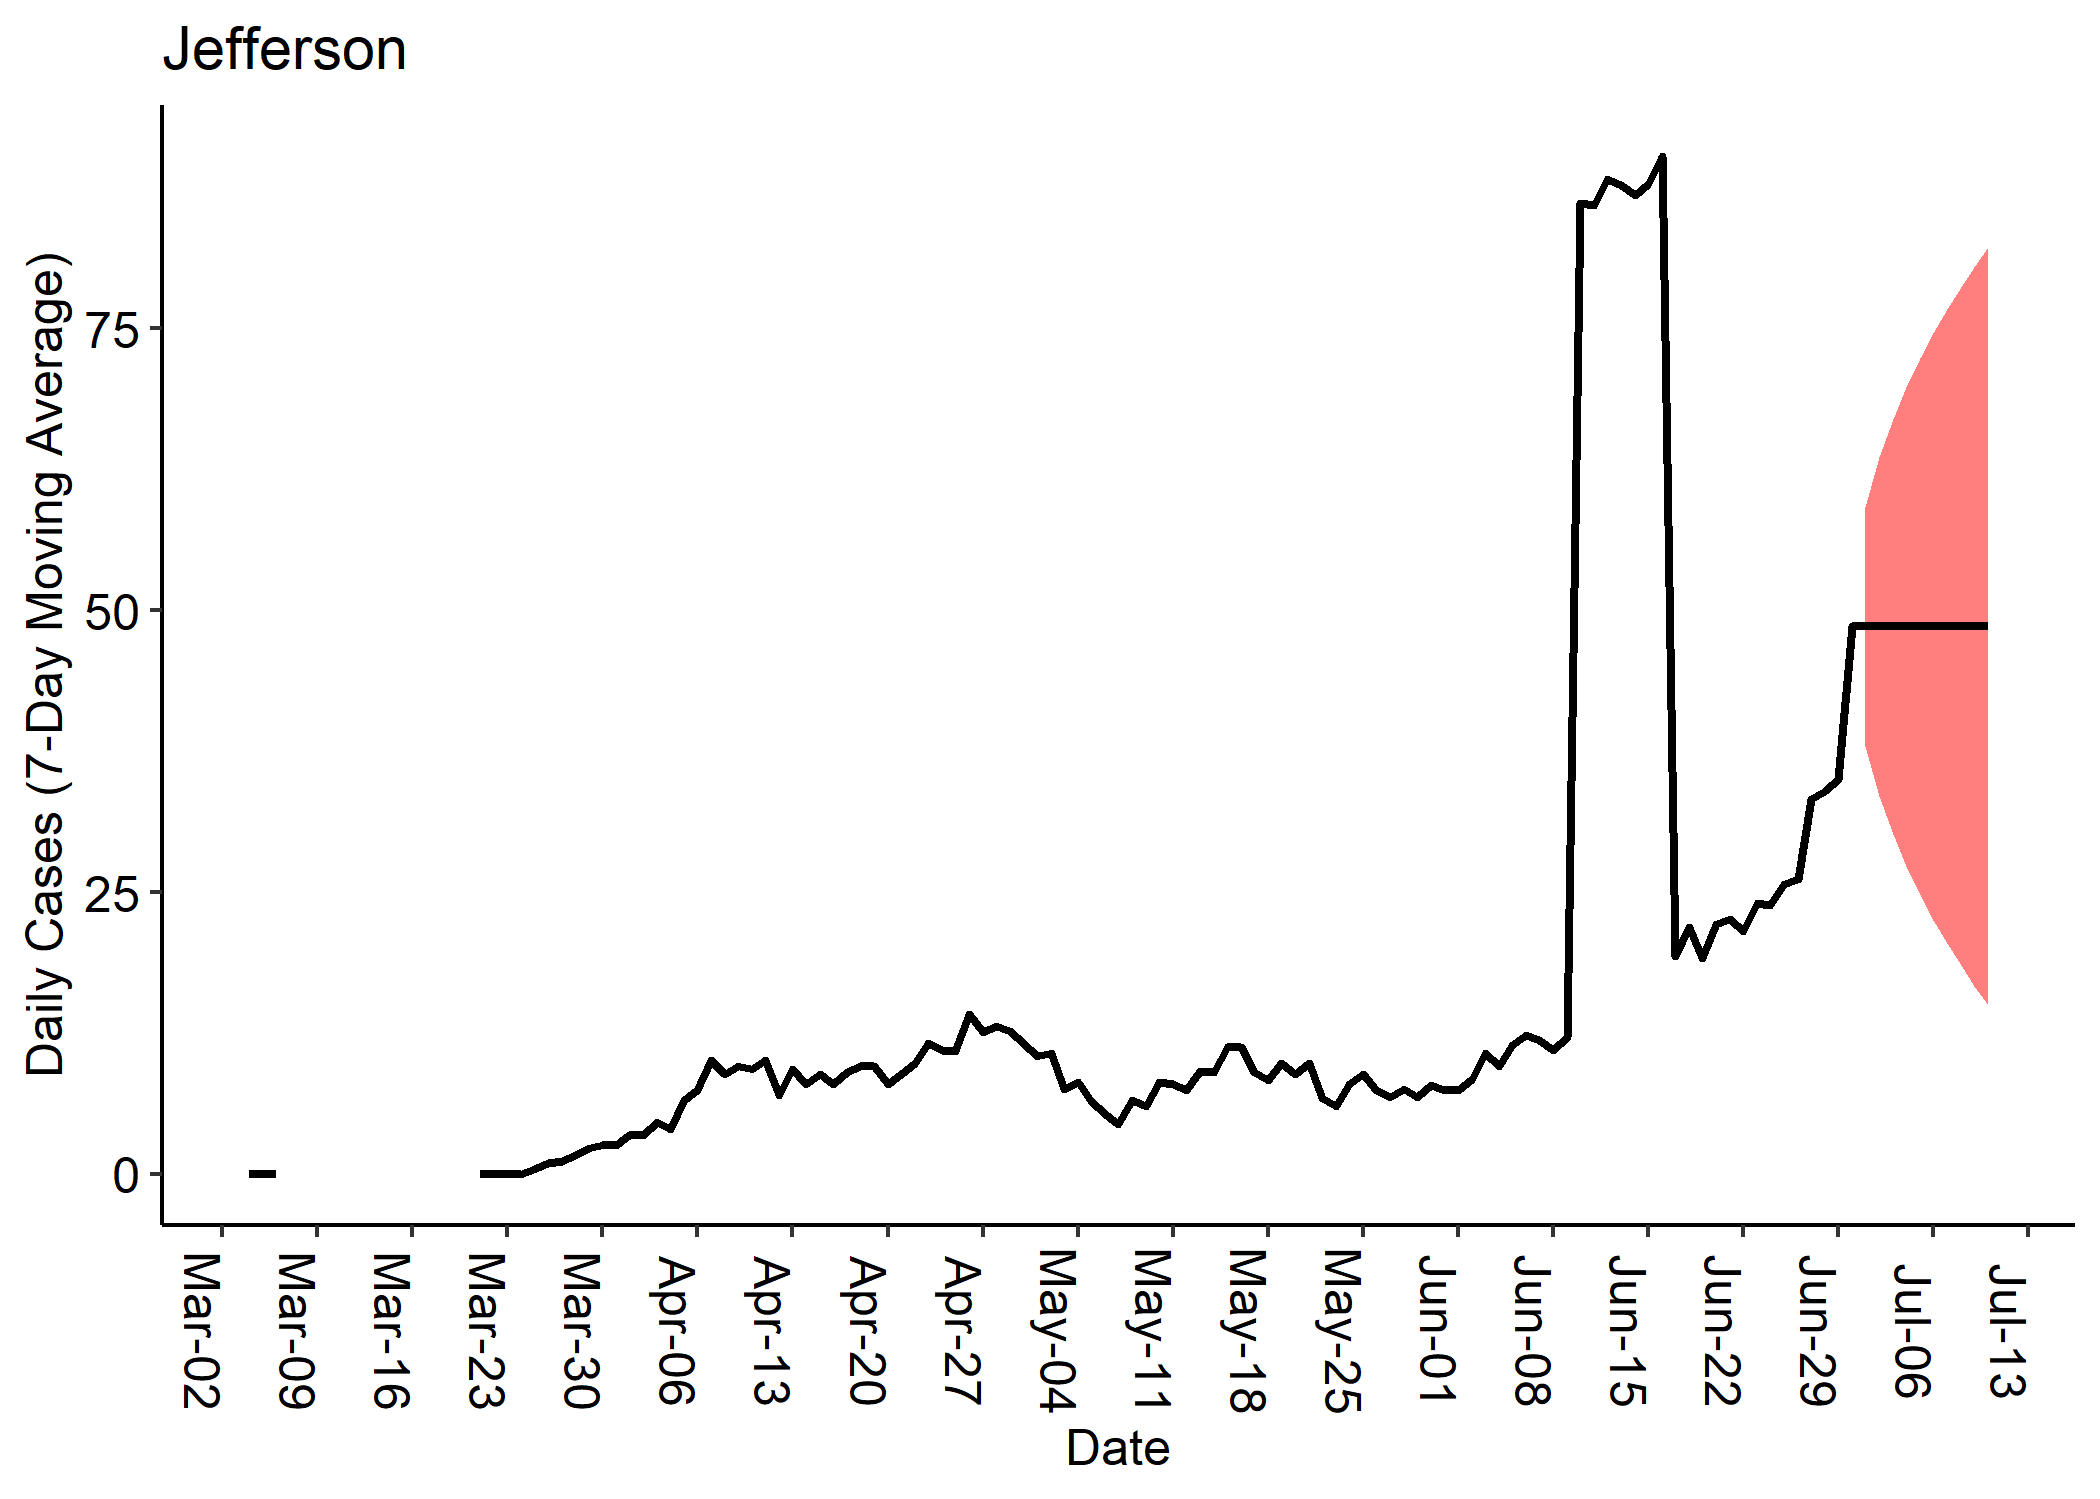 Jefferson
Daily Cases (7-Day Moving Average)
75
50
25
0
Mar-02
Mar-09
Mar-16
Mar-23
Mar-30
Apr-06
Apr-13
Apr-20
Apr-27
May-04
May-11
May-18
May-25
Jun-01
Jun-08
Jun-15
Jun-22
Jun-29
Jul-06
Jul-13
Date